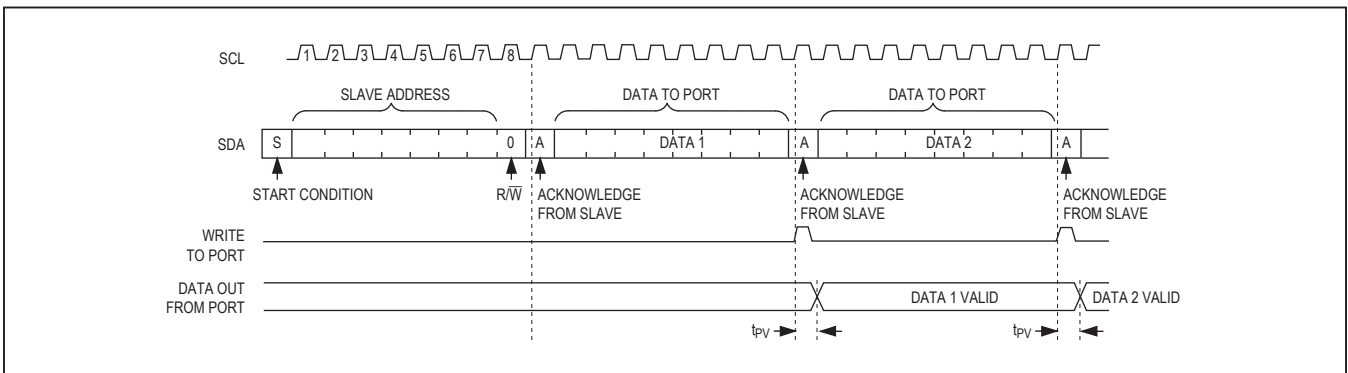 SCL 1 2 3 4 5 6 7 8
SLAVE ADDRESS DATA TO PORT DATA TO PORT
SDA S 0 A DATA 1 A DATA 2 A
START CONDITION R/W̅ ACKNOWLEDGE ACKNOWLEDGE ACKNOWLEDGE
FROM SLAVE FROM SLAVE FROM SLAVE
WRITE
TO PORT
DATA OUT
FROM PORT
DATA 1 VALID DATA 2 VALID
tPV tPV